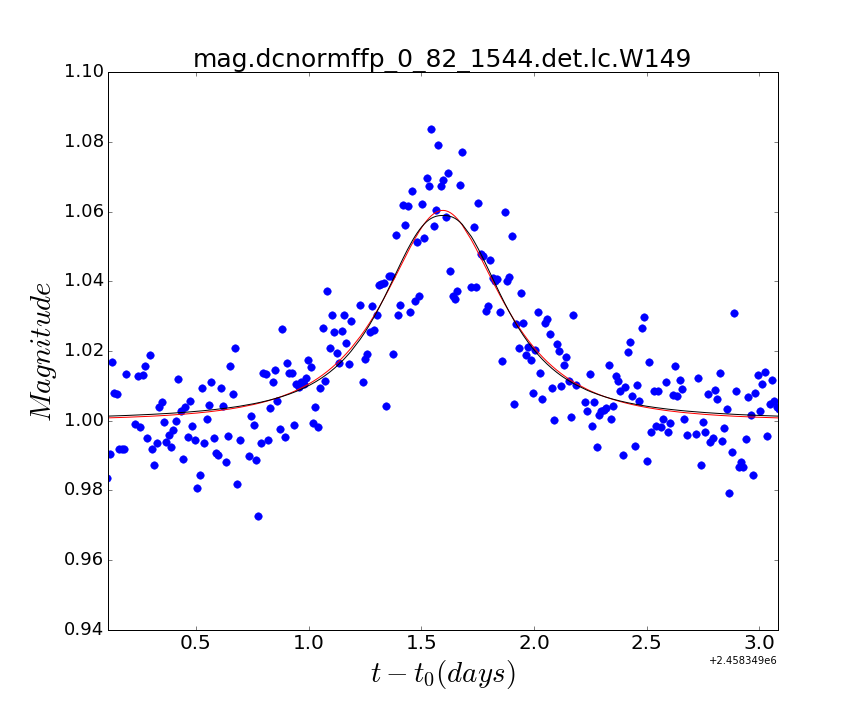 mag.dcnormffp_0_82_1544.det.lc.W149
1.10
1.08
1.06
1.04
1.02
1.00
0.98
0.96
0.94
Magnitude
0.5 1.0 1.5 2.0 2.5 3.0
+2.458349e6
t − t₀(days)